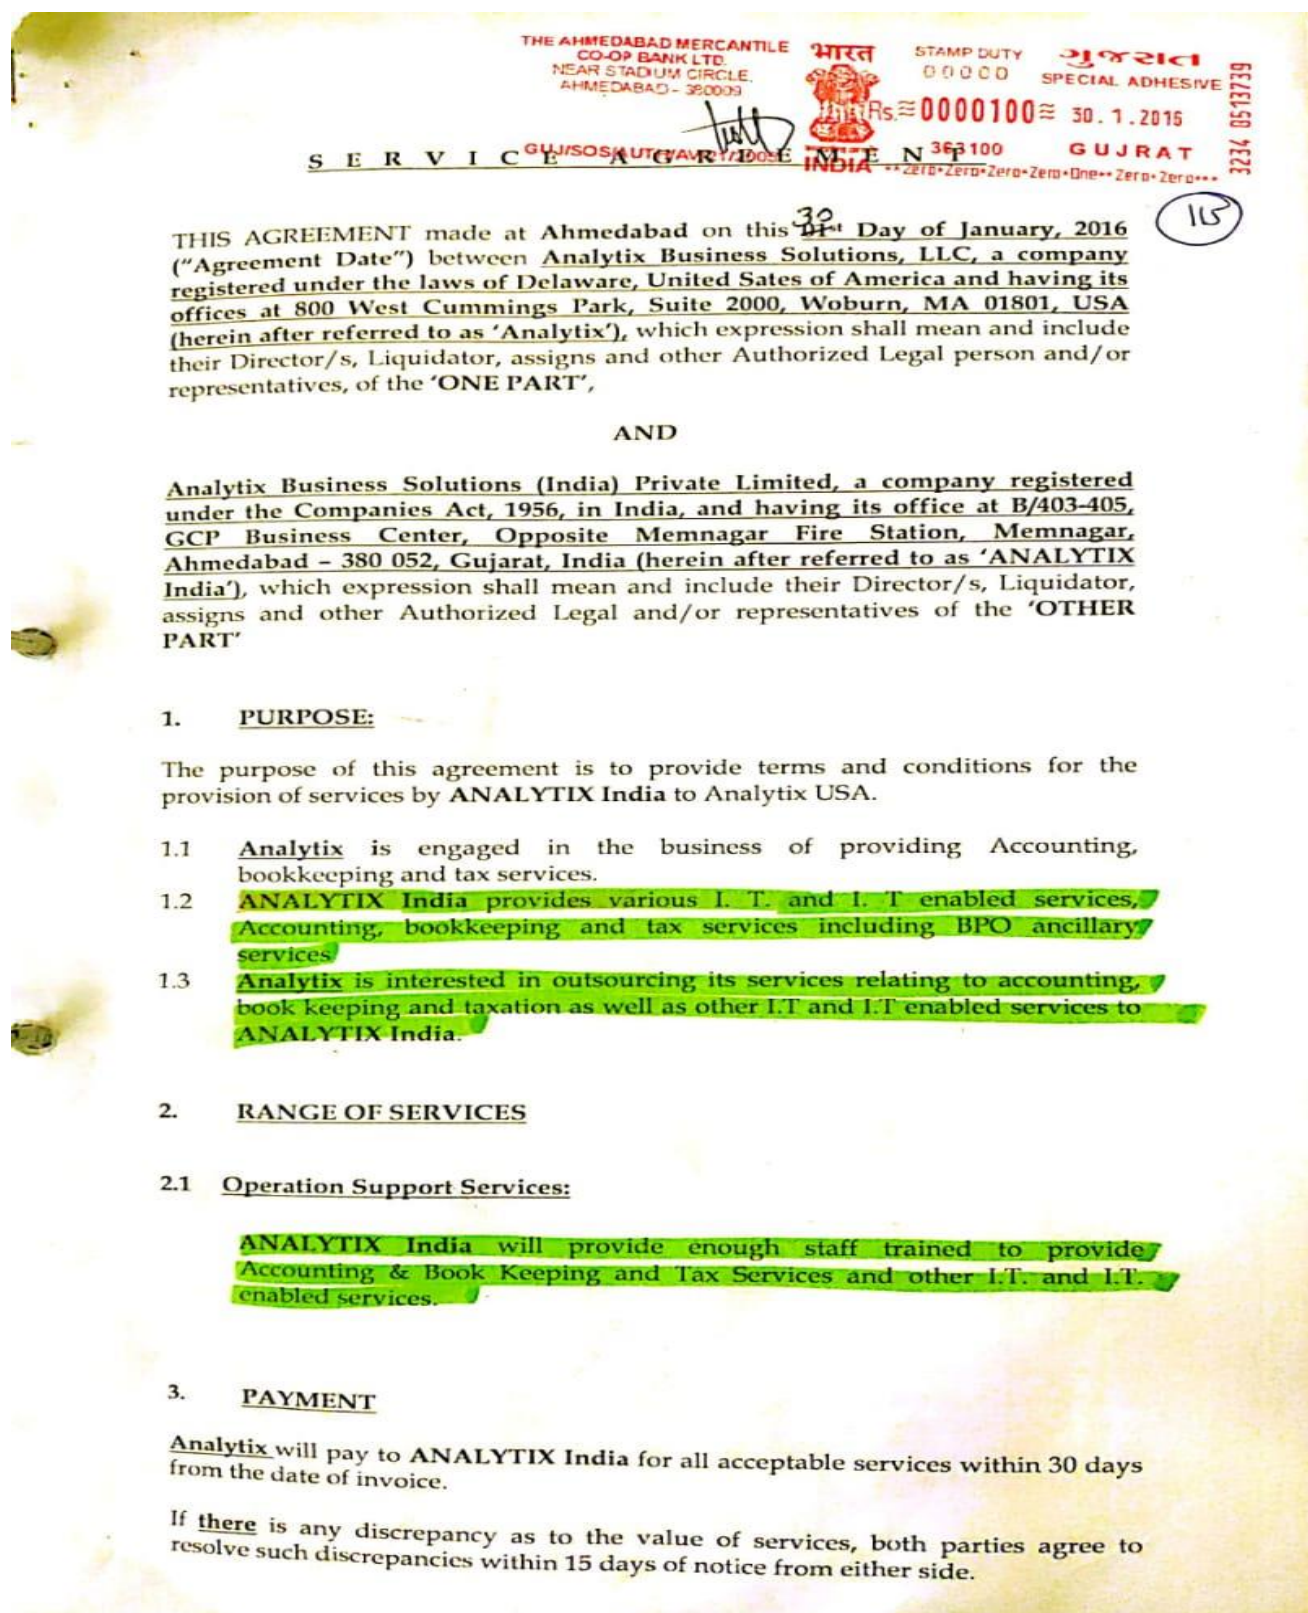 THE AHMEDABAD MERCANTILE
CO-OP BANK LTD.
NEAR STADIUM CIRCLE,
AHMEDABAD - 380009
भारत
STAMP DUTY
00000
ગુજરાત
SPECIAL ADHESIVE
Rs.≈0000100≈ 30.1.2016
363100 GUJRAT
INDIA
Zero•Zero•Zero•Zero•One••Zero•Zero
3234 8513739
SERVICE AGREEMENT
115
30
THIS AGREEMENT made at Ahmedabad on this 01st Day of January, 2016
("Agreement Date") between Analytix Business Solutions, LLC, a company
registered under the laws of Delaware, United Sates of America and having its
offices at 800 West Cummings Park, Suite 2000, Woburn, MA 01801, USA
(herein after referred to as 'Analytix'), which expression shall mean and include
their Director/s, Liquidator, assigns and other Authorized Legal person and/or
representatives, of the 'ONE PART',
AND
Analytix Business Solutions (India) Private Limited, a company registered
under the Companies Act, 1956, in India, and having its office at B/403-405,
GCP Business Center, Opposite Memnagar Fire Station, Memnagar,
Ahmedabad – 380 052, Gujarat, India (herein after referred to as 'ANALYTIX
India'), which expression shall mean and include their Director/s, Liquidator,
assigns and other Authorized Legal and/or representatives of the 'OTHER
PART'
1. PURPOSE:
The purpose of this agreement is to provide terms and conditions for the
provision of services by ANALYTIX India to Analytix USA.
1.1 Analytix is engaged in the business of providing Accounting,
bookkeeping and tax services.
1.2 ANALYTIX India provides various I. T. and I. T enabled services,
Accounting, bookkeeping and tax services including BPO ancillary
services
1.3 Analytix is interested in outsourcing its services relating to accounting,
book keeping and taxation as well as other I.T and I.T enabled services to
ANALYTIX India.
2. RANGE OF SERVICES
2.1 Operation Support Services:
ANALYTIX India will provide enough staff trained to provide
Accounting & Book Keeping and Tax Services and other I.T. and I.T.
enabled services.
3. PAYMENT
Analytix will pay to ANALYTIX India for all acceptable services within 30 days
from the date of invoice.
If there is any discrepancy as to the value of services, both parties agree to
resolve such discrepancies within 15 days of notice from either side.